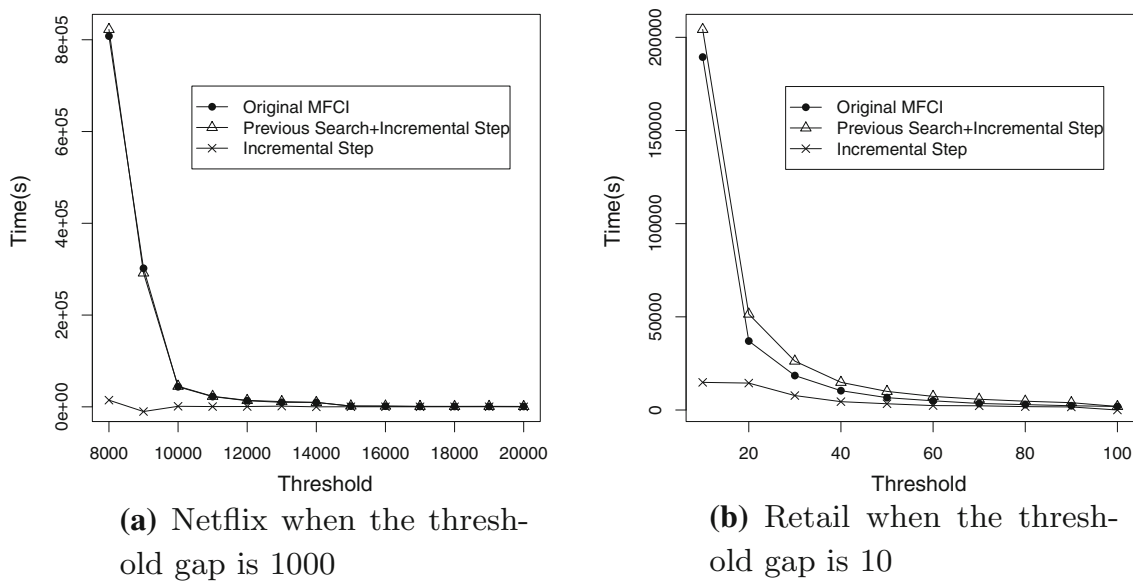 8e+05
6e+05
4e+05
2e+05
0e+00
Time(s)
Original MFCI
Previous Search+Incremental Step
Incremental Step
8000 10000 12000 14000 16000 18000 20000
Threshold
(a) Netflix when the thresh-
old gap is 1000
200000
150000
100000
50000
0
Time(s)
Original MFCI
Previous Search+Incremental Step
Incremental Step
20 40 60 80 100
Threshold
(b) Retail when the thresh-
old gap is 10